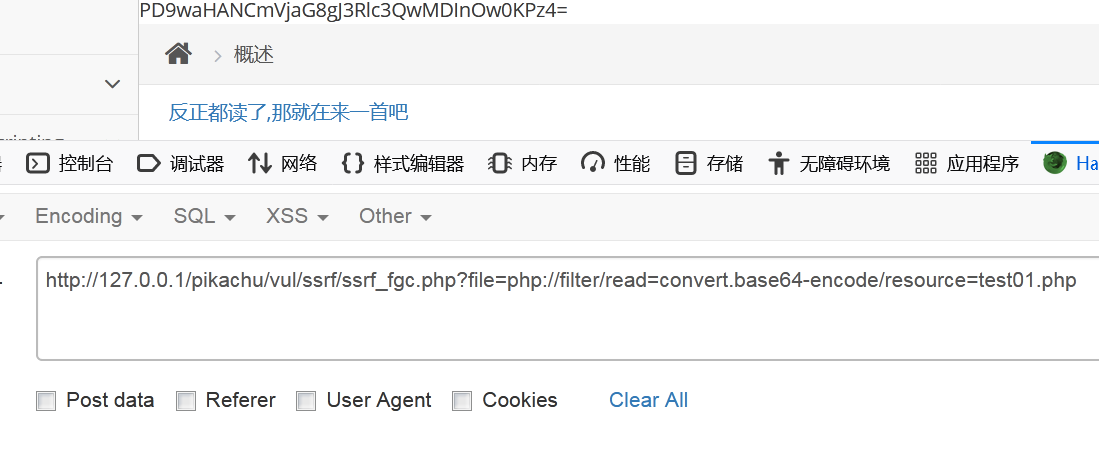 PD9waHANCmVjaG8gJ3Rlc3QwMDInOw0KPz4=
概述
反正都读了,那就在来一首吧
控制台 调试器 网络 样式编辑器 内存 性能 存储 无障碍环境 应用程序 Ha
Encoding SQL XSS Other
http://127.0.0.1/pikachu/vul/ssrf/ssrf_fgc.php?file=php://filter/read=convert.base64-encode/resource=test01.php
Post data Referer User Agent Cookies Clear All